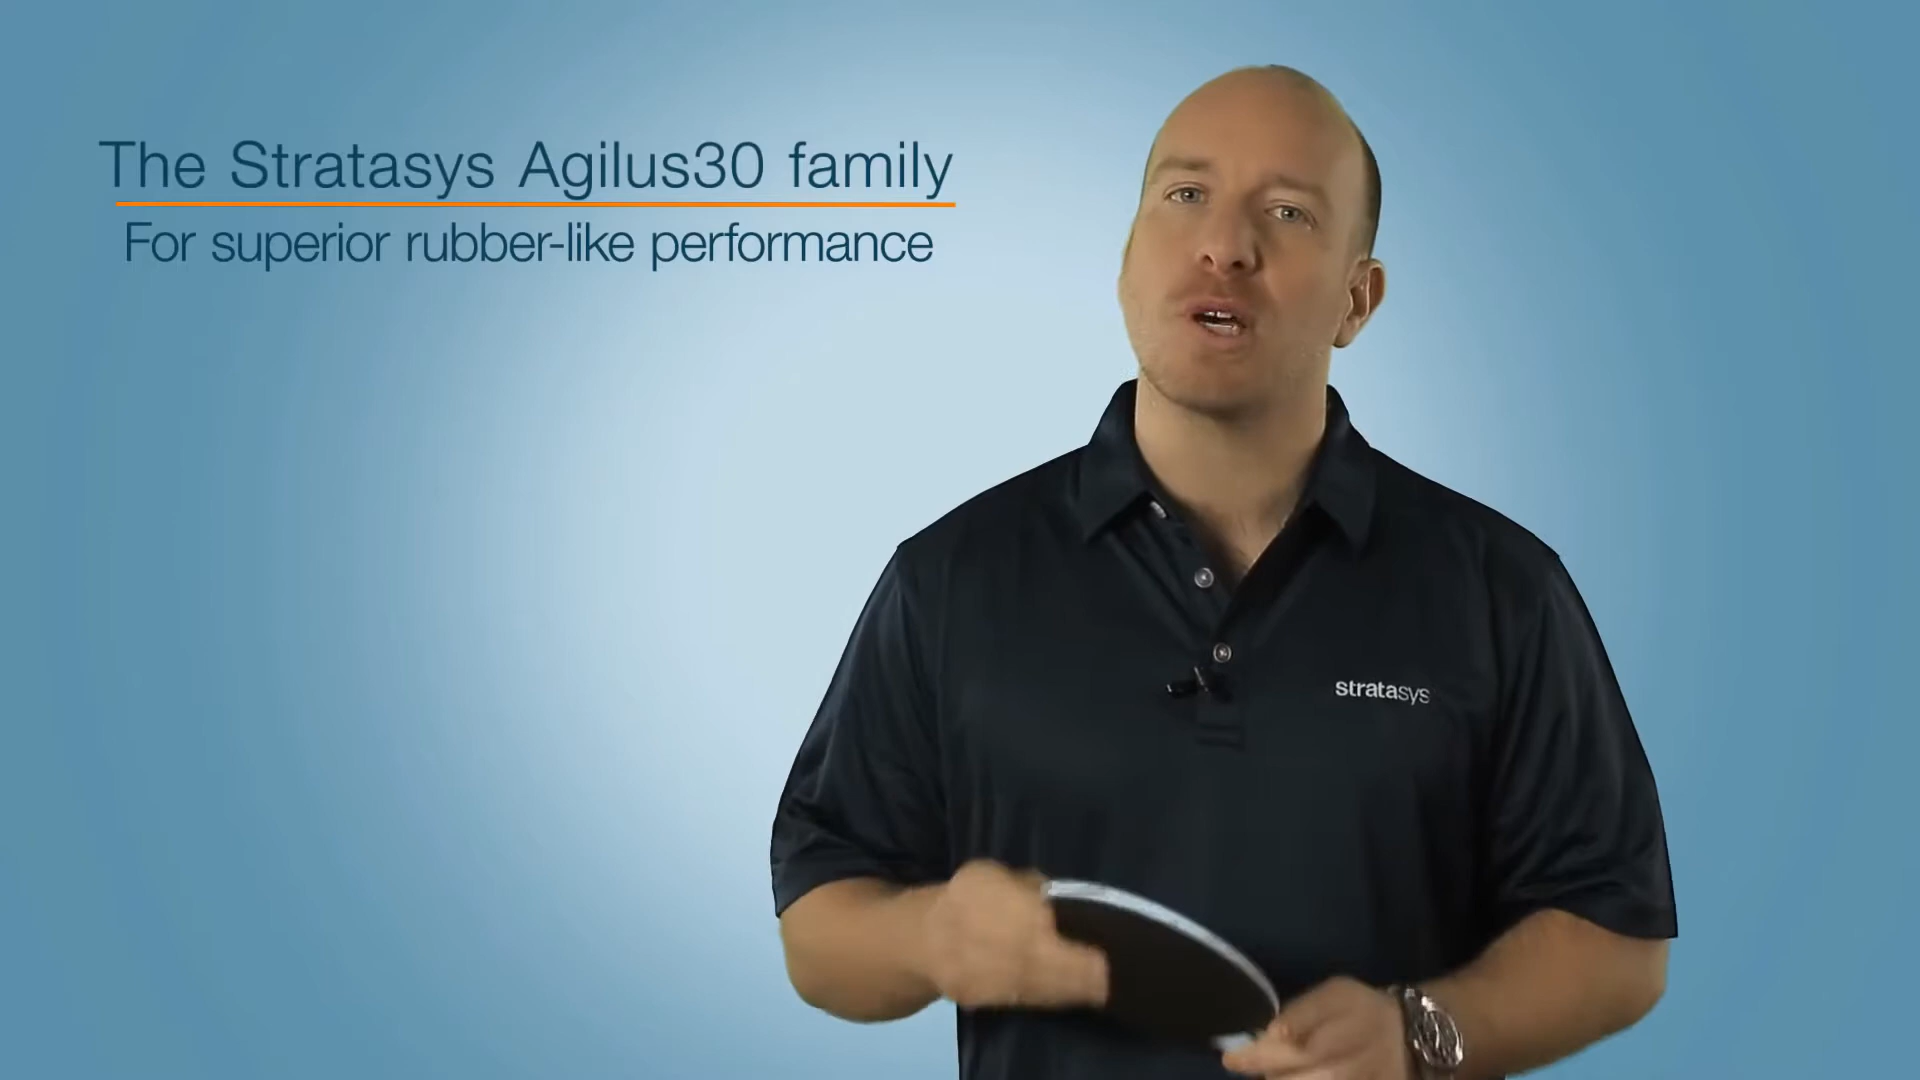 The Stratasys Agilus30 family
For superior rubber-like performance
stratasys